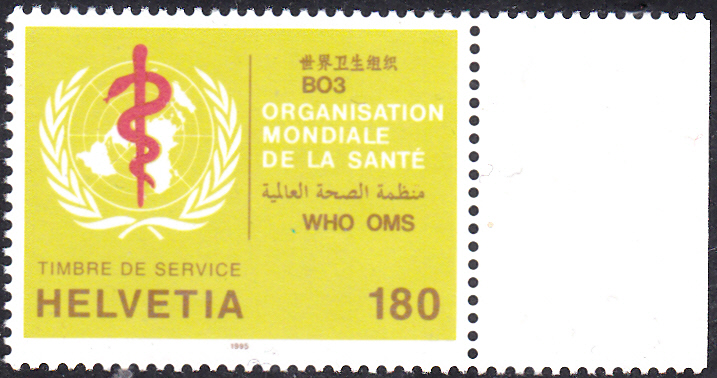 世界卫生组织
ВОЗ
ORGANISATION
MONDIALE
DE LA SANTÉ
منظمة الصحة العالمية
WHO OMS
TIMBRE DE SERVICE
HELVETIA 180
1995